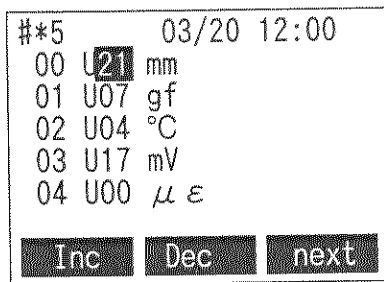 #*5 03/20 12:00
00 U21 mm
01 U07 gf
02 U04 °C
03 U17 mV
04 U00 με
Inc Dec next